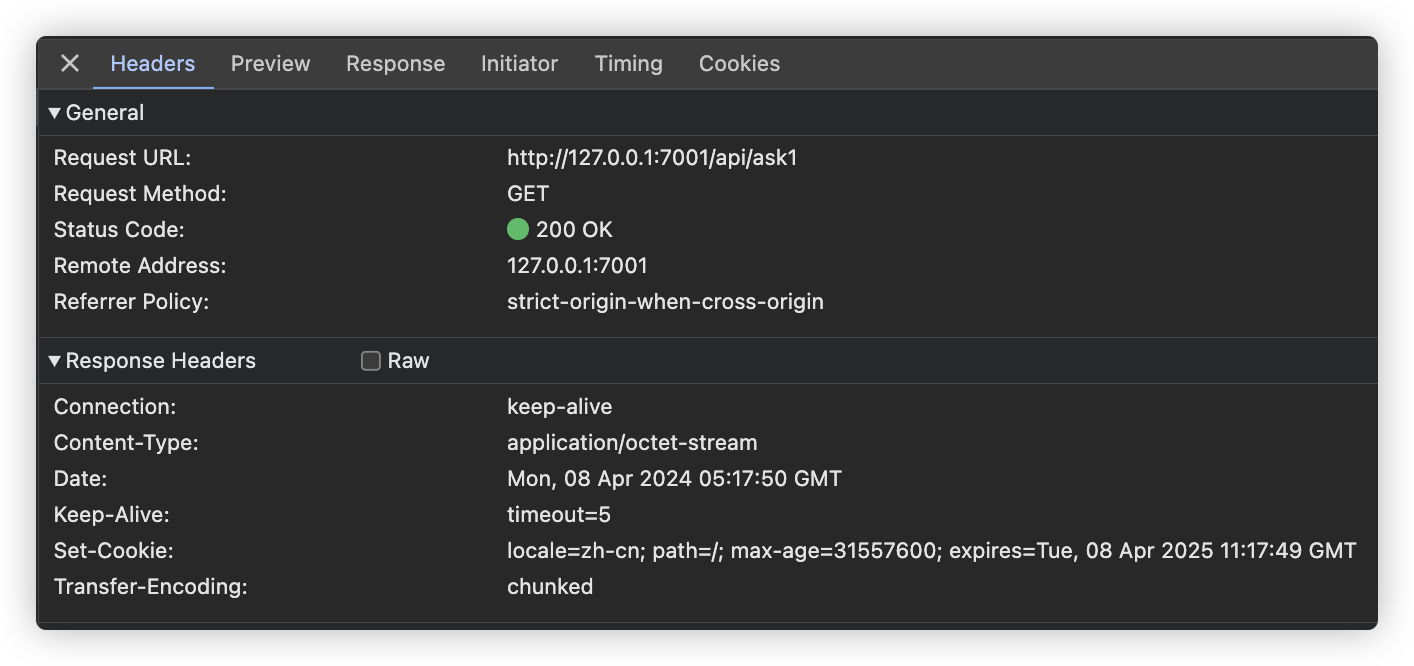 Headers Preview Response Initiator Timing Cookies
General
Request URL: http://127.0.0.1:7001/api/ask1
Request Method: GET
Status Code: 200 OK
Remote Address: 127.0.0.1:7001
Referrer Policy: strict-origin-when-cross-origin
Response Headers Raw
Connection: keep-alive
Content-Type: application/octet-stream
Date: Mon, 08 Apr 2024 05:17:50 GMT
Keep-Alive: timeout=5
Set-Cookie: locale=zh-cn; path=/; max-age=31557600; expires=Tue, 08 Apr 2025 11:17:49 GMT
Transfer-Encoding: chunked